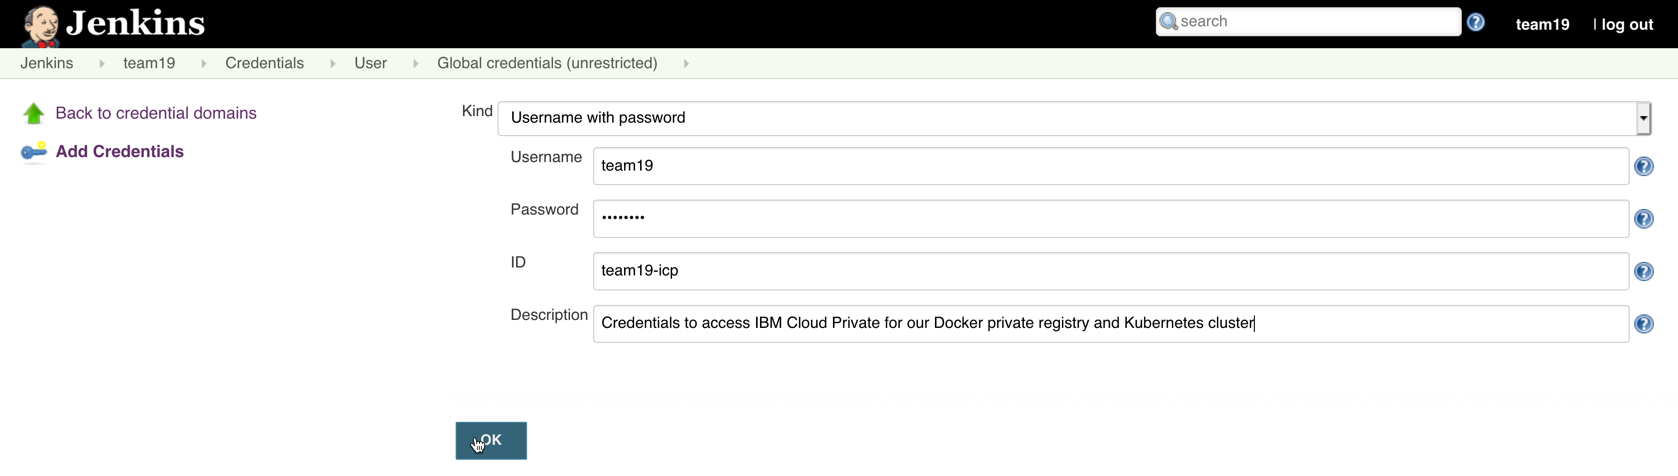 Jenkins
search
team19 | log out
Jenkins team19 Credentials User Global credentials (unrestricted)
Back to credential domains
Add Credentials
Kind Username with password
Username team19
Password ••••••••
ID team19-icp
Description Credentials to access IBM Cloud Private for our Docker private registry and Kubernetes cluster
OK